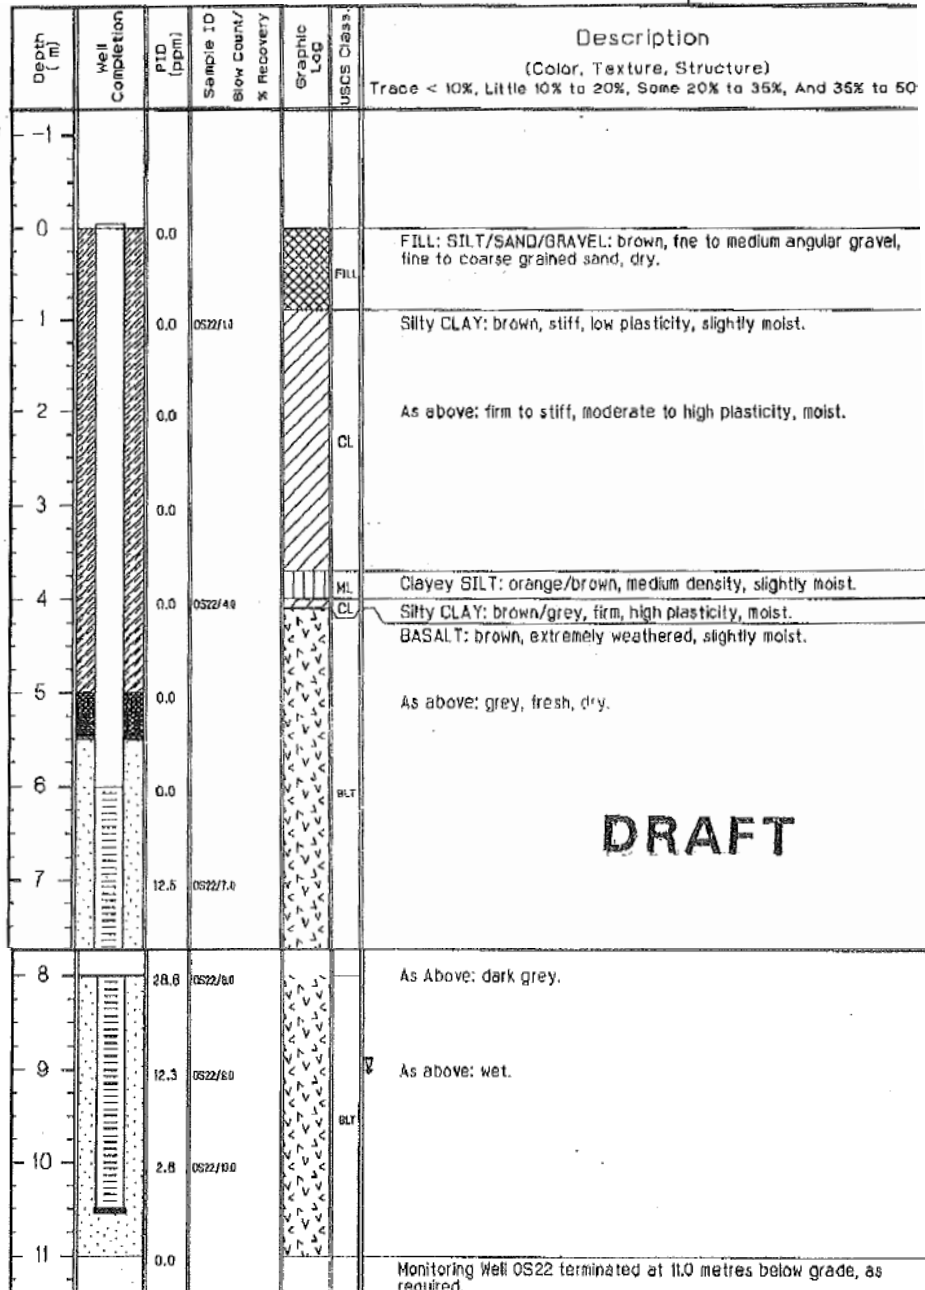 Depth (m)
Well Completion
PID (ppm)
Sample ID
Blow Count/
% Recovery
Graphic Log
USCS Class.
Description
(Color, Texture, Structure)
Trace < 10%, Little 10% to 20%, Some 20% to 35%, And 35% to 50
-1
0 0.0 FILL: SILT/SAND/GRAVEL: brown, fne to medium angular gravel,
fine to coarse grained sand, dry.
FILL
1 0.0 OS22/1.0 Silty CLAY: brown, stiff, low plasticity, slightly moist.
2 0.0 As above: firm to stiff, moderate to high plasticity, moist.
CL
3 0.0
ML Clayey SILT: orange/brown, medium density, slightly moist.
4 0.0 OS22/4.0 CL Silty CLAY: brown/grey, firm, high plasticity, moist.
BASALT: brown, extremely weathered, slightly moist.
5 0.0 As above: grey, fresh, dry.
6 0.0 BLT
DRAFT
7 12.5 OS22/7.0
8 28.6 OS22/8.0 As Above: dark grey.
9 12.3 As above: wet.
BLT
10 2.8 OS22/10.0
11 0.0
Monitoring Well OS22 terminated at 11.0 metres below grade, as
required